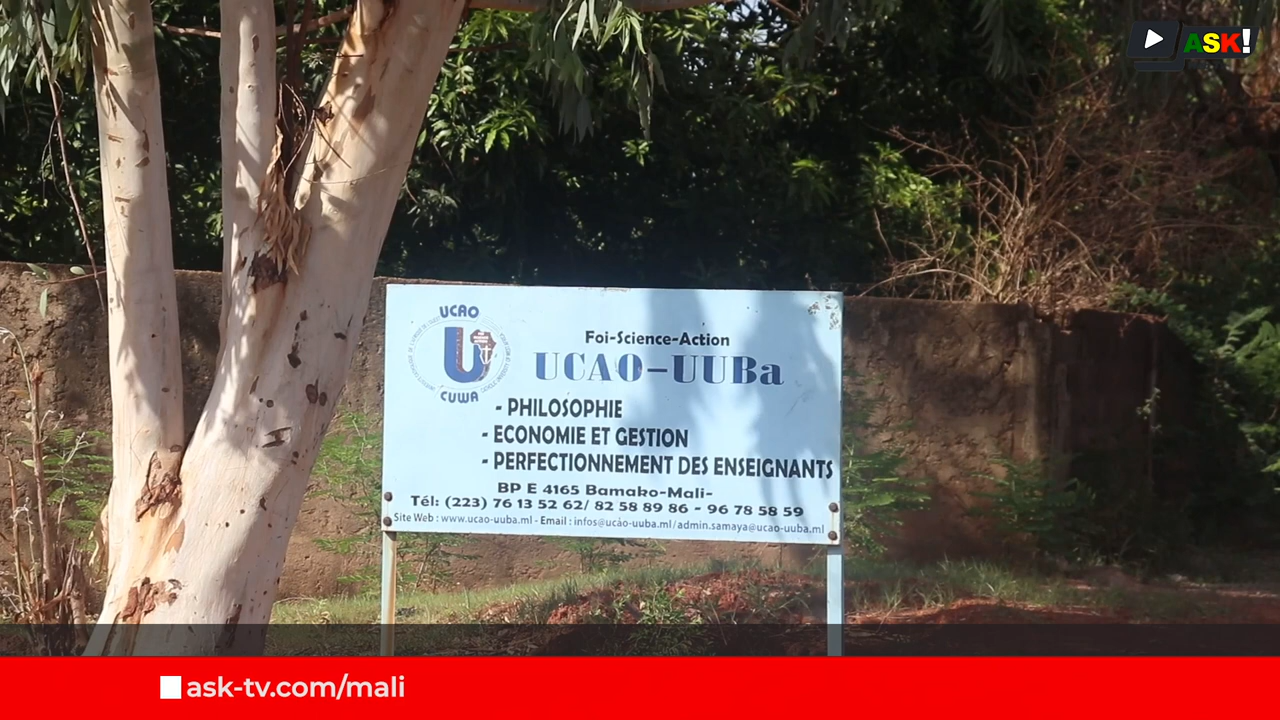 ASK!
UCAO
CUWA
Foi-Science-Action
UCAO-UUBa
- PHILOSOPHIE
- ECONOMIE ET GESTION
- PERFECTIONNEMENT DES ENSEIGNANTS
BP E 4165 Bamako-Mali-
Tél: (223) 76 13 52 62/ 82 58 89 86 - 96 78 58 59
Site Web : www.ucao-uuba.ml - Email : infos@ucao-uuba.ml/admin.samaya@ucao-uuba.ml
ask-tv.com/mali